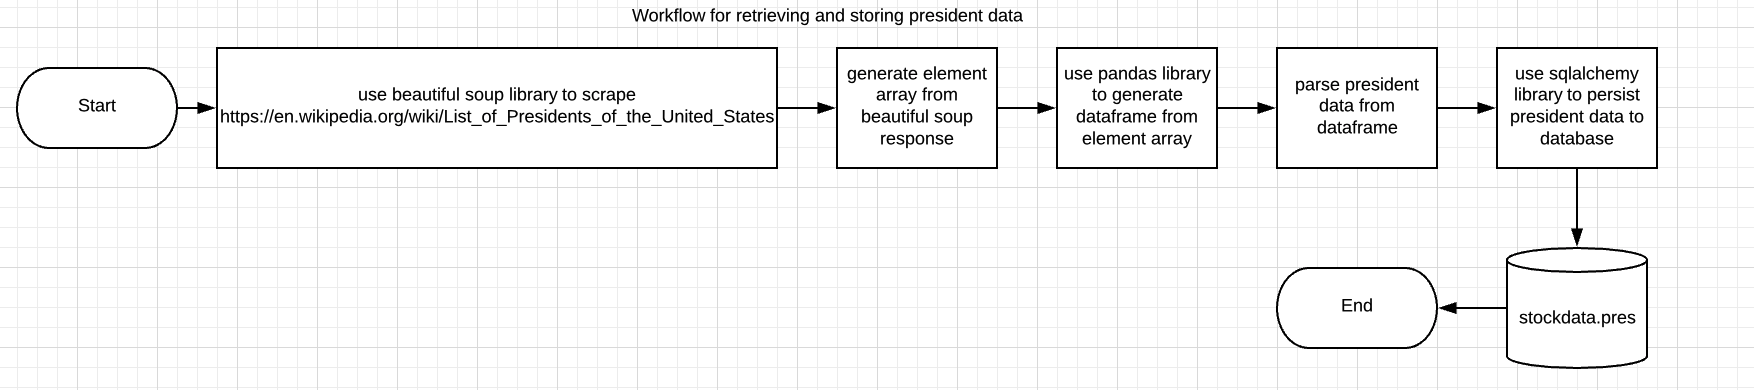 Workflow for retrieving and storing president data
Start
use beautiful soup library to scrape
https://en.wikipedia.org/wiki/List_of_Presidents_of_the_United_States
generate element
array from
beautiful soup
response
use pandas library
to generate
dataframe from
element array
parse president
data from
dataframe
use sqlalchemy
library to persist
president data to
database
stockdata.pres
End